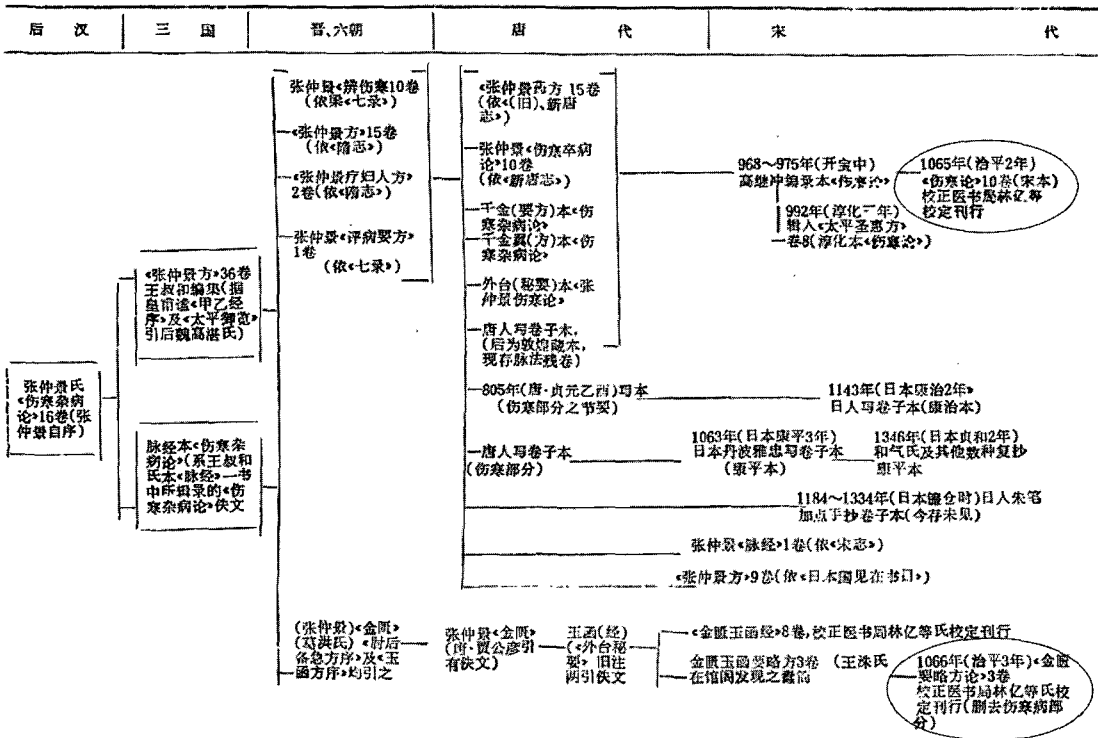 后 汉
三 国
晋、六朝
唐 代
宋 代
张仲景氏
《伤寒杂病
论》16卷(张
仲景自序)
《张仲景方》36卷
王叔和编集(据
皇甫谧《甲乙经
序》及《太平御览》
引后魏高湛氏)
脉经本《伤寒杂
病论》(系王叔和
氏本《脉经》一书
中所辑录的《伤
寒杂病论》佚文
张仲景《辨伤寒10卷
(依梁《七录》)
《张仲景方》15卷
(依《隋志》)
《张仲景疗妇人方》
2卷(依《隋志》)
张仲景《评病要方》
1卷
(依《七录》)
(张仲景)《金匮》
(葛洪氏)《肘后
备急方序》及《玉
函方序》均引之
《张仲景药方 15卷
(依《(旧)、新唐
志》)
张仲景《伤寒卒病
论》10卷
(依《新唐志》)
千金(要方)本《伤
寒杂病论》
千金翼(方)本《伤
寒杂病论》
外台(秘要)本《张
仲景伤寒论》
唐人写卷子本,
(后为敦煌藏本,
现存脉法残卷)
805年(唐·贞元乙酉)写本
(伤寒部分之节要)
唐人写卷子本
(伤寒部分)
张仲景《金匮》
(唐·贾公彦引
有佚文)
玉函(经)
(《外台秘
要》旧注
两引佚文
968~975年(开宝中)
高继冲编录本《伤寒论》
992年(淳化三年)
辑入《太平圣惠方》
卷8(淳化本《伤寒论》)
1065年(治平2年)
《伤寒论》10卷(宋本)
校正医书局林亿等
校定刊行
1143年(日本康治2年)
日人写卷子本(康治本)
1063年(日本康平3年)
日本丹波雅忠写卷子本
(康平本)
1346年(日本贞和2年)
和气氏及其他数种复抄
康平本
1184~1334年(日本镰仓时)日人朱笔
加点手抄卷子本(今存未见)
张仲景《脉经》1卷(依《宋志》)
《张仲景方》9卷(依《日本国见在书目》)
《金匮玉函经》8卷,校正医书局林亿等氏校定刊行
金匮玉函要略方3卷 (王洙氏
在馆阁发现之蠹简
1066年(治平3年)《金匮
要略方论》3卷
校正医书局林亿等氏校
定刊行(删去伤寒病部
分)